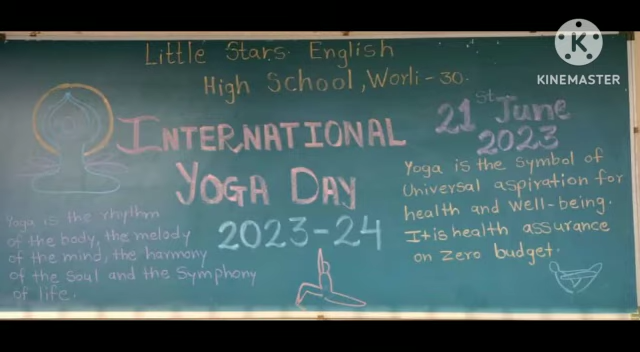 Little Stars English
High School, Worli - 30.
INTERNATIONAL
YOGA DAY
2023-24
21st June
2023
Yoga is the rhythm
of the body, the melody
of the mind, the harmony
of the soul and the Symphony
of life.
Yoga is the Symbol of
Universal aspiration for
health and well-being.
It is health assurance
on zero budget.
K
KINEMASTER